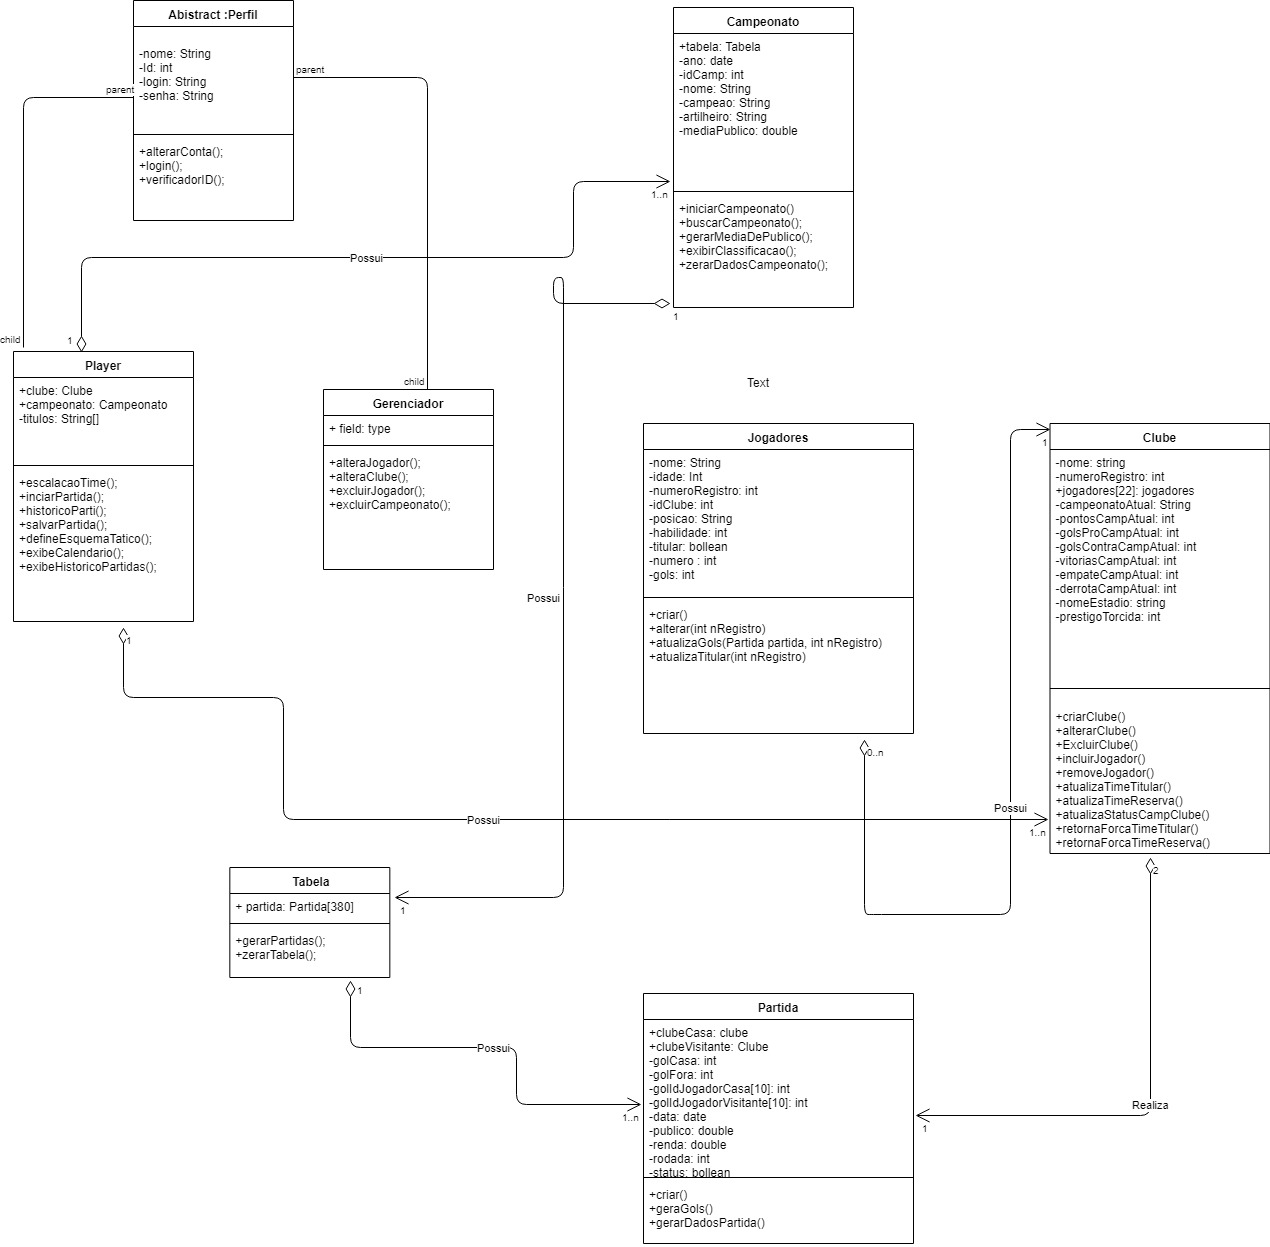 Abistract :Perfil
-nome: String
-Id: int
-login: String
-senha: String
+alterarConta();
+login();
+verificadorID();
parent
parent
Campeonato
+tabela: Tabela
-ano: date
-idCamp: int
-nome: String
-campeao: String
-artilheiro: String
-mediaPublico: double
+iniciarCampeonato()
+buscarCampeonato();
+gerarMediaDePublico();
+exibirClassificacao();
+zerarDadosCampeonato();
1..n
Possui
1
child
1
Player
+clube: Clube
+campeonato: Campeonato
-titulos: String[]
+escalacaoTime();
+inciarPartida();
+historicoParti();
+salvarPartida();
+defineEsquemaTatico();
+exibeCalendario();
+exibeHistoricoPartidas();
1
child
Gerenciador
+ field: type
+alteraJogador();
+alteraClube();
+excluirJogador();
+excluirCampeonato();
Text
Possui
Jogadores
-nome: String
-idade: Int
-numeroRegistro: int
-idClube: int
-posicao: String
-habilidade: int
-titular: bollean
-numero : int
-gols: int
+criar()
+alterar(int nRegistro)
+atualizaGols(Partida partida, int nRegistro)
+atualizaTitular(int nRegistro)
0..n
1
Clube
-nome: string
-numeroRegistro: int
+jogadores[22]: jogadores
-campeonatoAtual: String
-pontosCampAtual: int
-golsProCampAtual: int
-golsContraCampAtual: int
-vitoriasCampAtual: int
-empateCampAtual: int
-derrotaCampAtual: int
-nomeEstadio: string
-prestigoTorcida: int
+criarClube()
+alterarClube()
+ExcluirClube()
+incluirJogador()
+removeJogador()
+atualizaTimeTitular()
+atualizaTimeReserva()
+atualizaStatusCampClube()
+retornaForcaTimeTitular()
+retornaForcaTimeReserva()
Possui
Possui
1..n
2
Tabela
+ partida: Partida[380]
+gerarPartidas();
+zerarTabela();
1
1
Possui
1..n
Partida
+clubeCasa: clube
+clubeVisitante: Clube
-golCasa: int
-golFora: int
-golIdJogadorCasa[10]: int
-golIdJogadorVisitante[10]: int
-data: date
-publico: double
-renda: double
-rodada: int
-status: bollean
+criar()
+geraGols()
+gerarDadosPartida()
Realiza
1